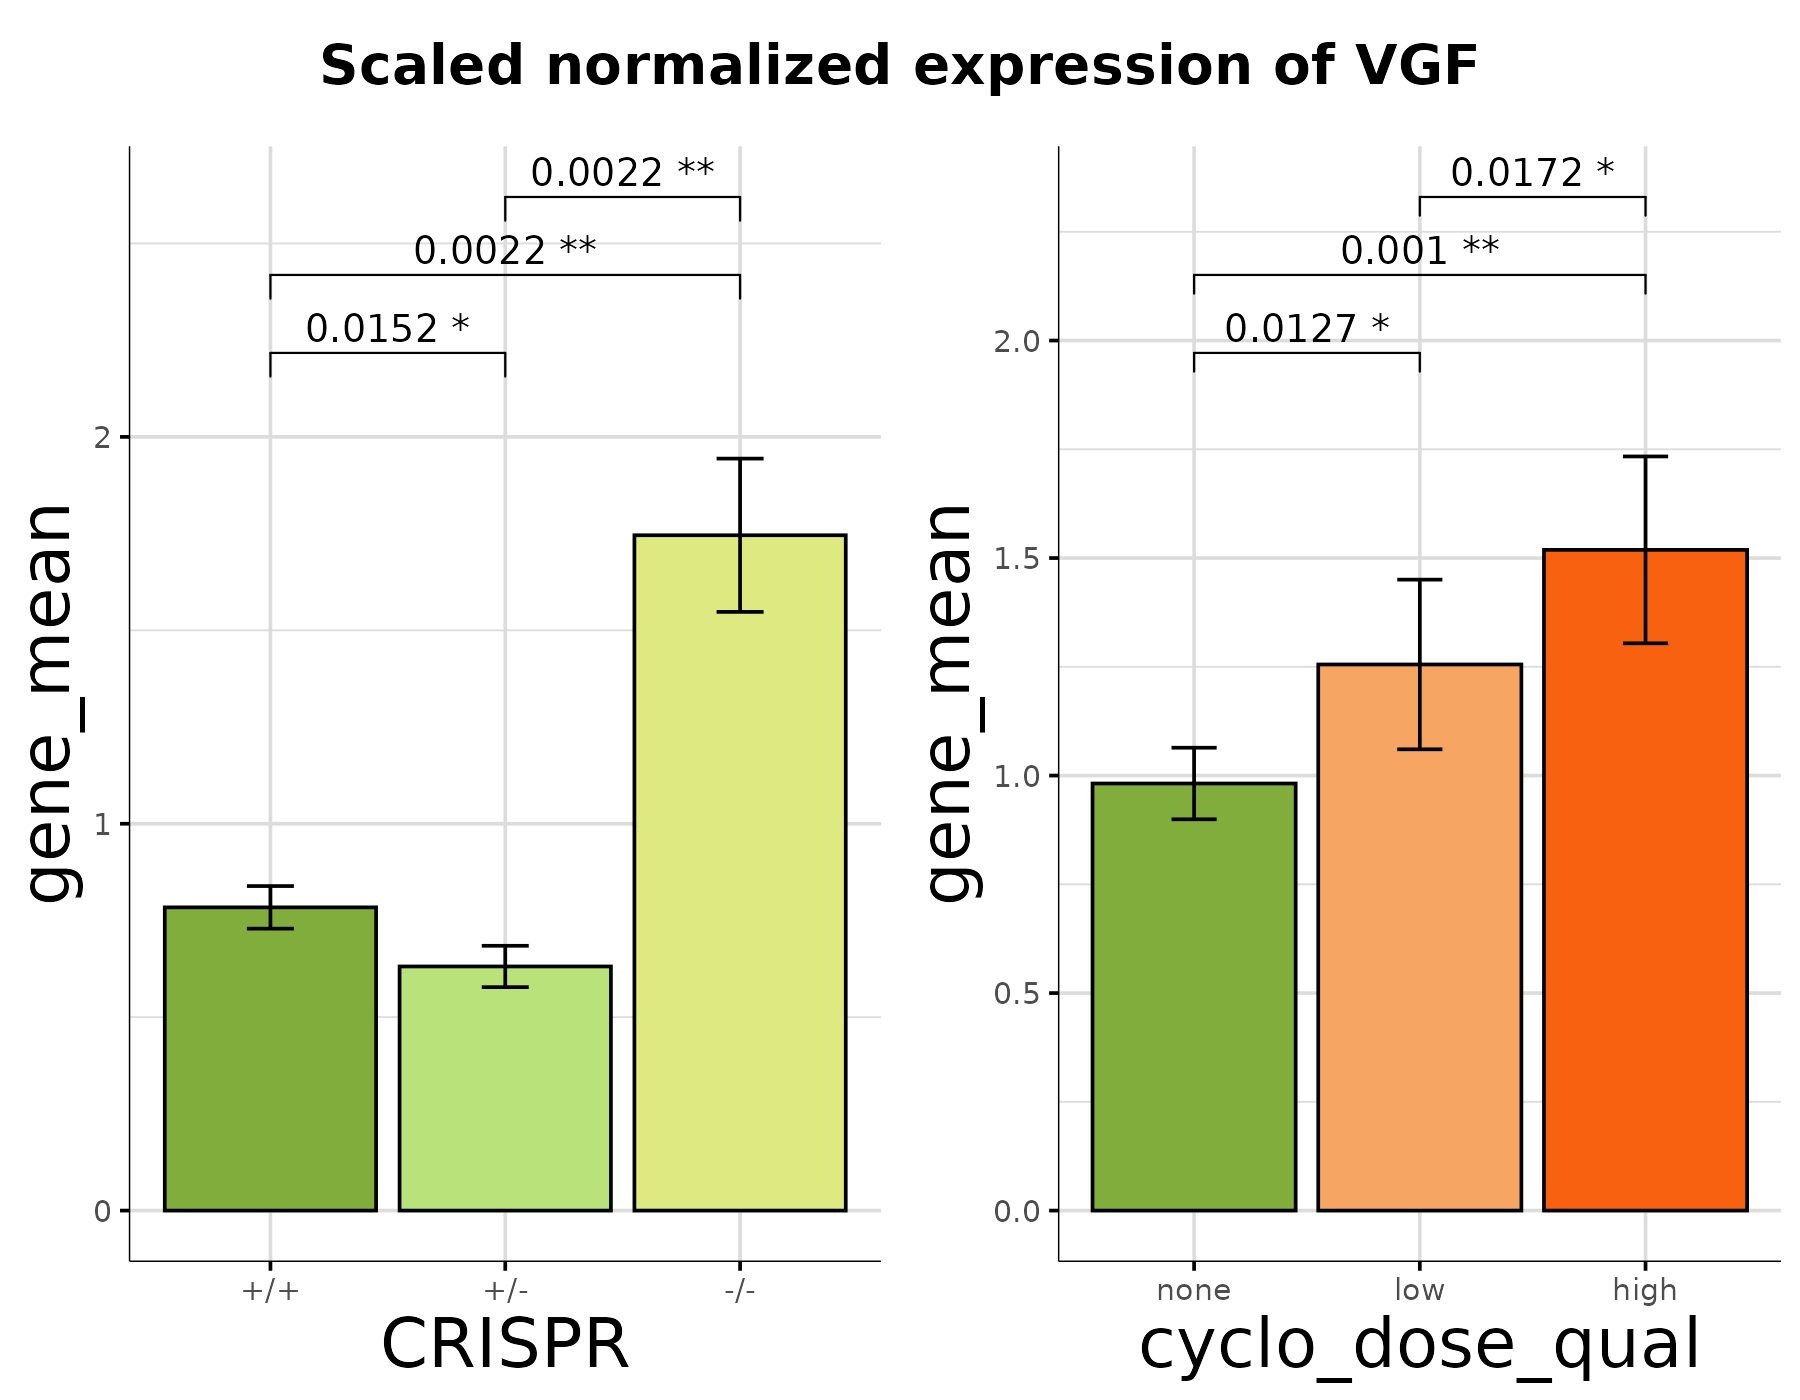 Scaled normalized expression of VGF
gene_mean
0.0022 **
0.0022 **
0.0152 *
2
1
0
+/+ +/- -/-
CRISPR
gene_mean
0.0172 *
0.001 **
0.0127 *
2.0
1.5
1.0
0.5
0.0
none low high
cyclo_dose_qual